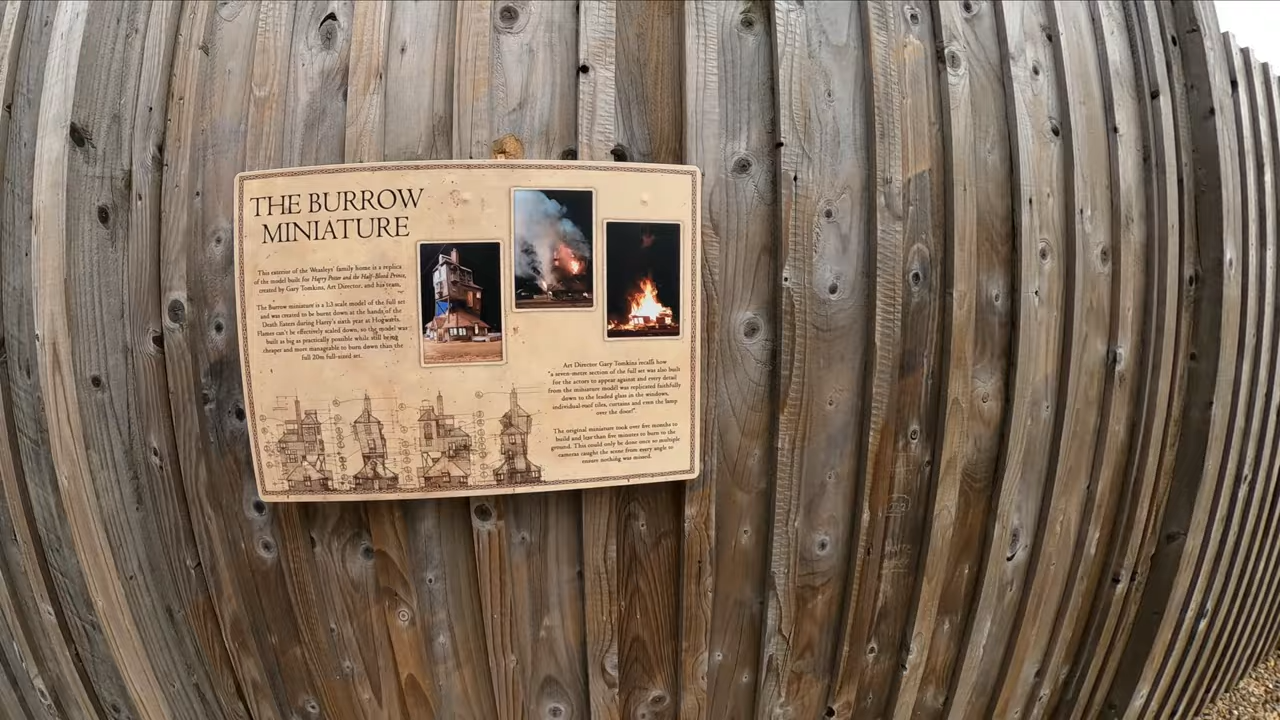 THE BURROW
MINIATURE
This exterior of the Weasleys' family home is a replica
of the model built for Harry Potter and the Half-Blood Prince,
created by Gary Tomkins, Art Director, and his team.
The Burrow miniature is a 1:3 scale model of the full set
and was created to be burnt down at the hands of the
Death Eaters during Harry's sixth year at Hogwarts.
Flames can't be effectively scaled down, so the model was
built as big as practically possible while still being
cheaper and more manageable to burn down than the
full 20m full-sized set.
Art Director Gary Tomkins recalls how
"a seven-metre section of the full set was also built
for the actors to appear against and every detail
from the miniature model was replicated faithfully
down to the leaded glass in the windows,
individual roof tiles, curtains and even the lamp
over the door!".
The original miniature took over five months to
build and less than five minutes to burn to the
ground. This could only be done once so multiple
cameras caught the scene from every angle to
ensure nothing was missed.